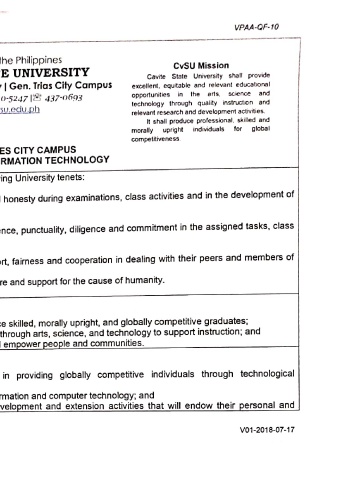 VPAA-QF-10
the Philippines
E UNIVERSITY
| Gen. Trias City Campus
0-5247 |☏ 437-0693
su.edu.ph
CvSU Mission
Cavite State University shall provide
excellent, equitable and relevant educational
opportunities in the arts, science and
technology through quality instruction and
relevant research and development activities.
It shall produce professional, skilled and
morally upright individuals for global
competitiveness.
ES CITY CAMPUS
ORMATION TECHNOLOGY
ing University tenets:
honesty during examinations, class activities and in the development of
nce, punctuality, diligence and commitment in the assigned tasks, class
ort, fairness and cooperation in dealing with their peers and members of
re and support for the cause of humanity.
ce skilled, morally upright, and globally competitive graduates;
through arts, science, and technology to support instruction; and
empower people and communities.
in providing globally competitive individuals through technological
rmation and computer technology; and
evelopment and extension activities that will endow their personal and
V01-2018-07-17